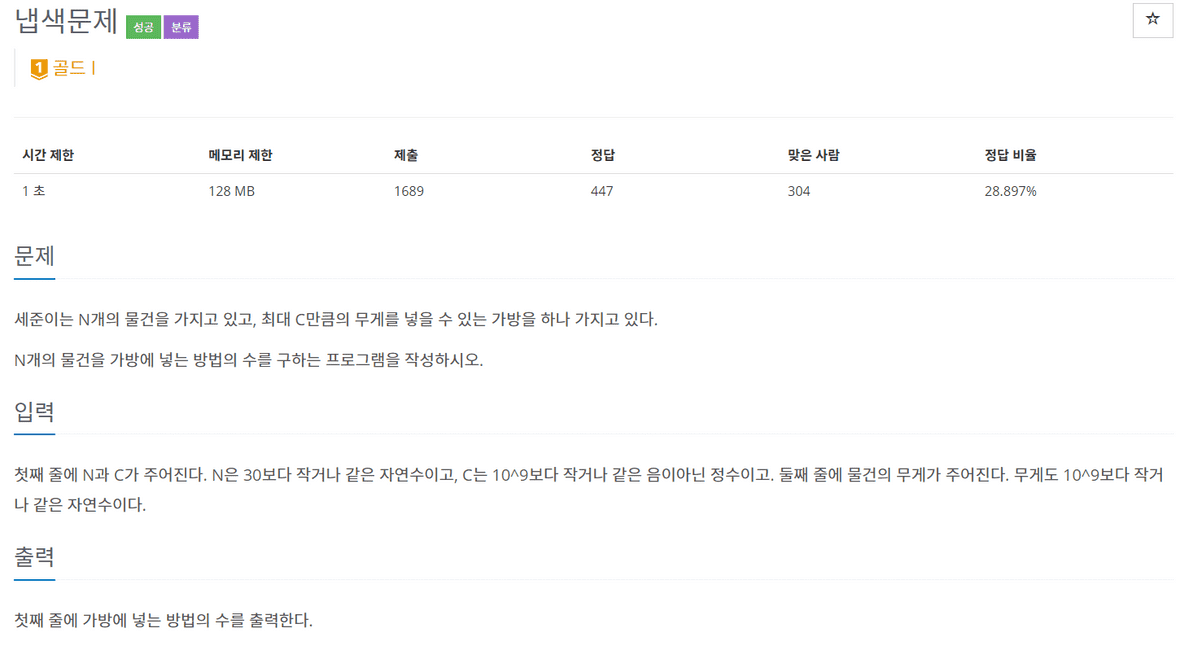 냅색문제 성공 분류
☆
1 골드 I
시간 제한 메모리 제한 제출 정답 맞은 사람 정답 비율
1 초 128 MB 1689 447 304 28.897%
문제
세준이는 N개의 물건을 가지고 있고, 최대 C만큼의 무게를 넣을 수 있는 가방을 하나 가지고 있다.
N개의 물건을 가방에 넣는 방법의 수를 구하는 프로그램을 작성하시오.
입력
첫째 줄에 N과 C가 주어진다. N은 30보다 작거나 같은 자연수이고, C는 10^9보다 작거나 같은 음이아닌 정수이고. 둘째 줄에 물건의 무게가 주어진다. 무게도 10^9보다 작거
나 같은 자연수이다.
출력
첫째 줄에 가방에 넣는 방법의 수를 출력한다.